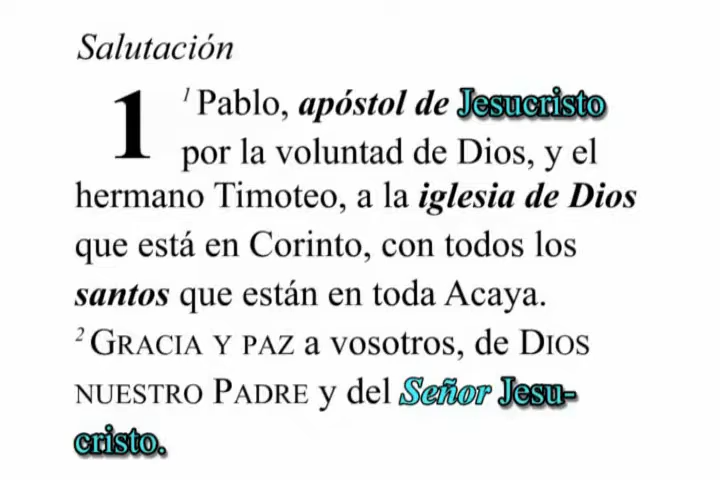 Salutación
1 1 Pablo, apóstol de Jesucristo
por la voluntad de Dios, y el
hermano Timoteo, a la iglesia de Dios
que está en Corinto, con todos los
santos que están en toda Acaya.
2 GRACIA Y PAZ a vosotros, de DIOS
NUESTRO PADRE y del Señor Jesu-
cristo.